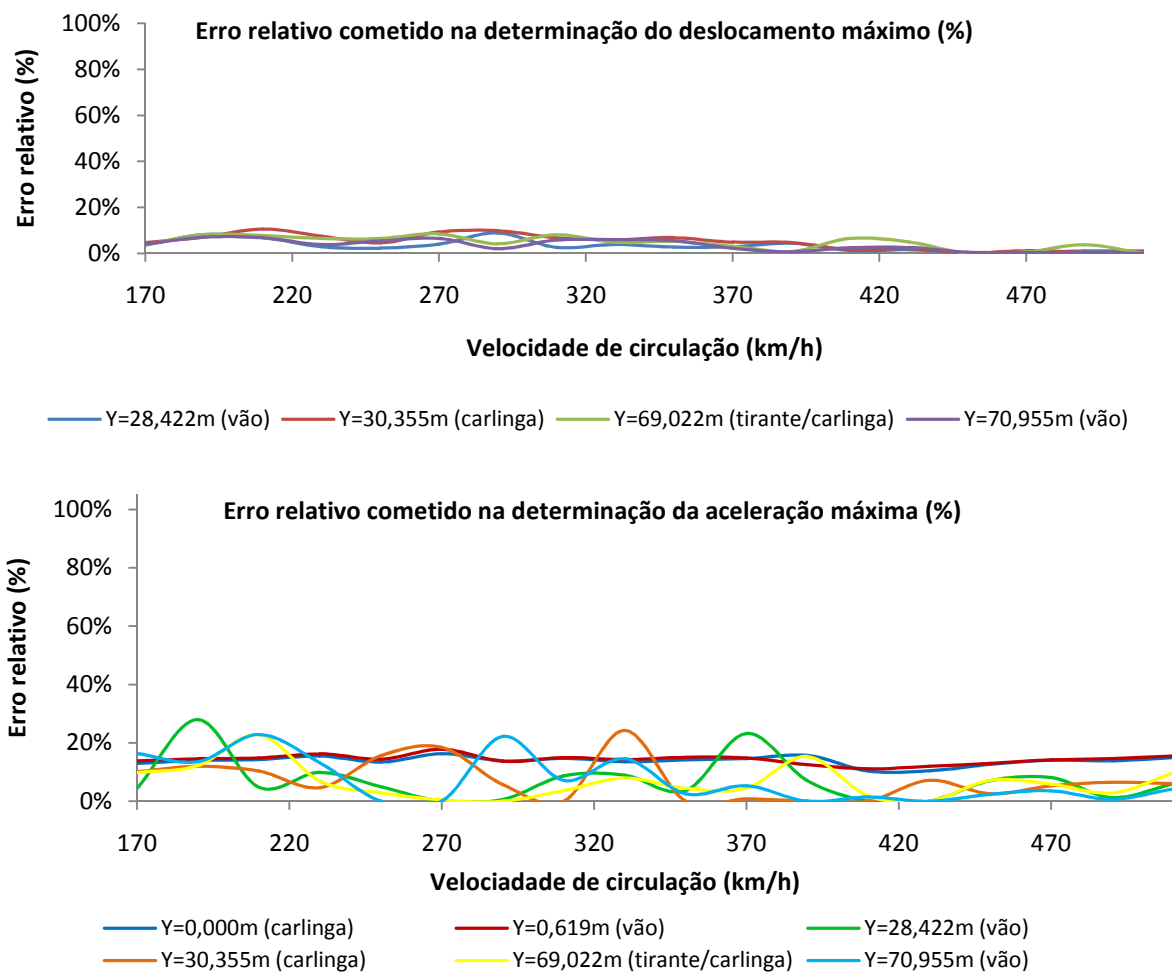 Erro relativo cometido na determinação do deslocamento máximo (%)
Erro relativo (%)
100%
80%
60%
40%
20%
0%
170 220 270 320 370 420 470
Velocidade de circulação (km/h)
Y=28,422m (vão) Y=30,355m (carlinga) Y=69,022m (tirante/carlinga) Y=70,955m (vão)
Erro relativo cometido na determinação da aceleração máxima (%)
Erro relativo (%)
100%
80%
60%
40%
20%
0%
170 220 270 320 370 420 470
Velociadade de circulação (km/h)
Y=0,000m (carlinga) Y=0,619m (vão) Y=28,422m (vão)
Y=30,355m (carlinga) Y=69,022m (tirante/carlinga) Y=70,955m (vão)